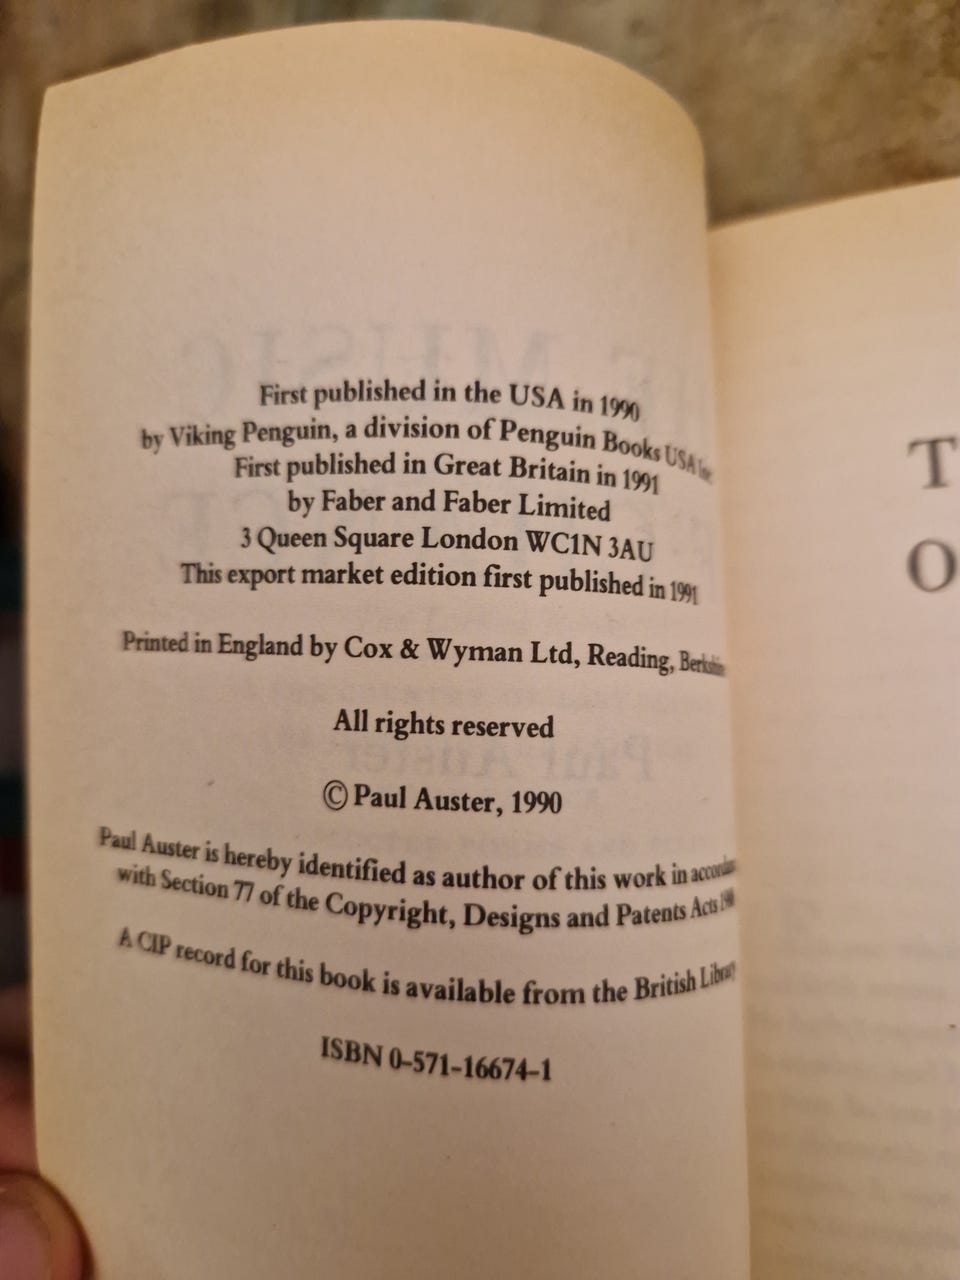 First published in the USA in 1990
by Viking Penguin, a division of Penguin Books USA Inc.
First published in Great Britain in 1991
by Faber and Faber Limited
3 Queen Square London WC1N 3AU
This export market edition first published in 1991
Printed in England by Cox & Wyman Ltd, Reading, Berkshire
All rights reserved
© Paul Auster, 1990
Paul Auster is hereby identified as author of this work in
with Section 77 of the Copyright, Designs and Patents Acts
A CIP record for this book is available from the British Library
ISBN 0-571-16674-1
T
O